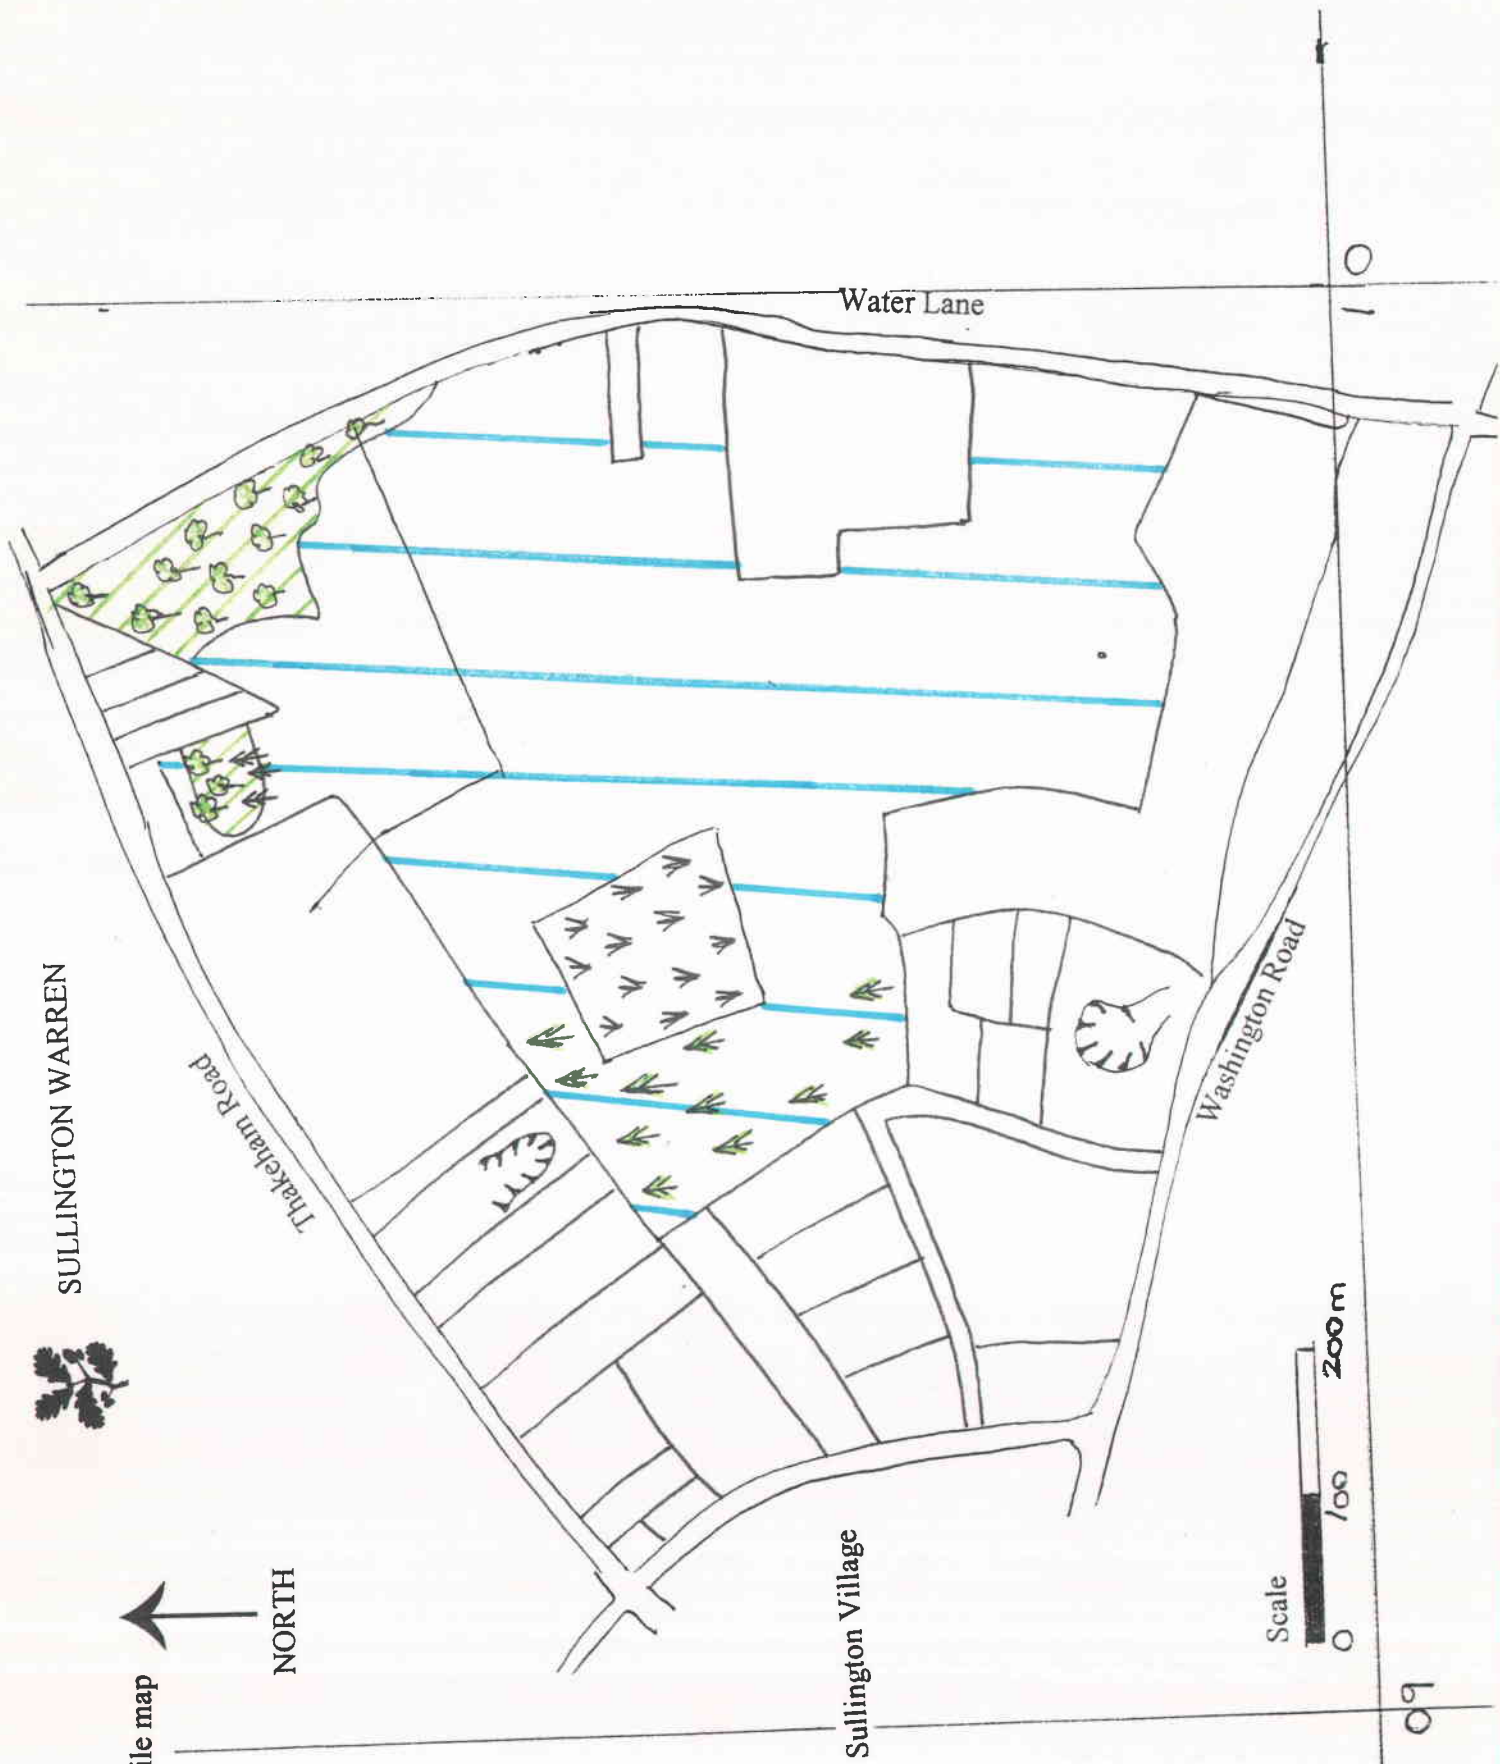 SULLINGTON WARREN
ile map
NORTH
Thakeham Road
Water Lane
Sullington Village
Washington Road
Scale
0
100
200m
09
10